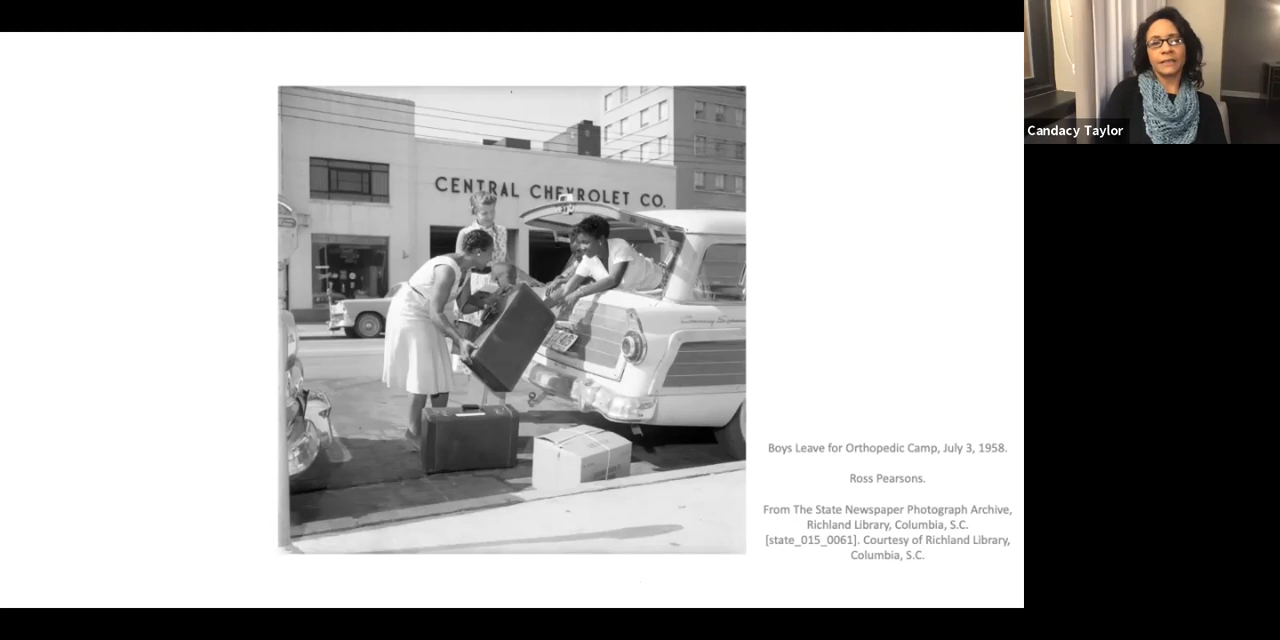 CENTRAL CHEVROLET CO.
Candacy Taylor
Boys Leave for Orthopedic Camp, July 3, 1958.
Ross Pearsons.
From The State Newspaper Photograph Archive,
Richland Library, Columbia, S.C.
[state_015_0061]. Courtesy of Richland Library,
Columbia, S.C.